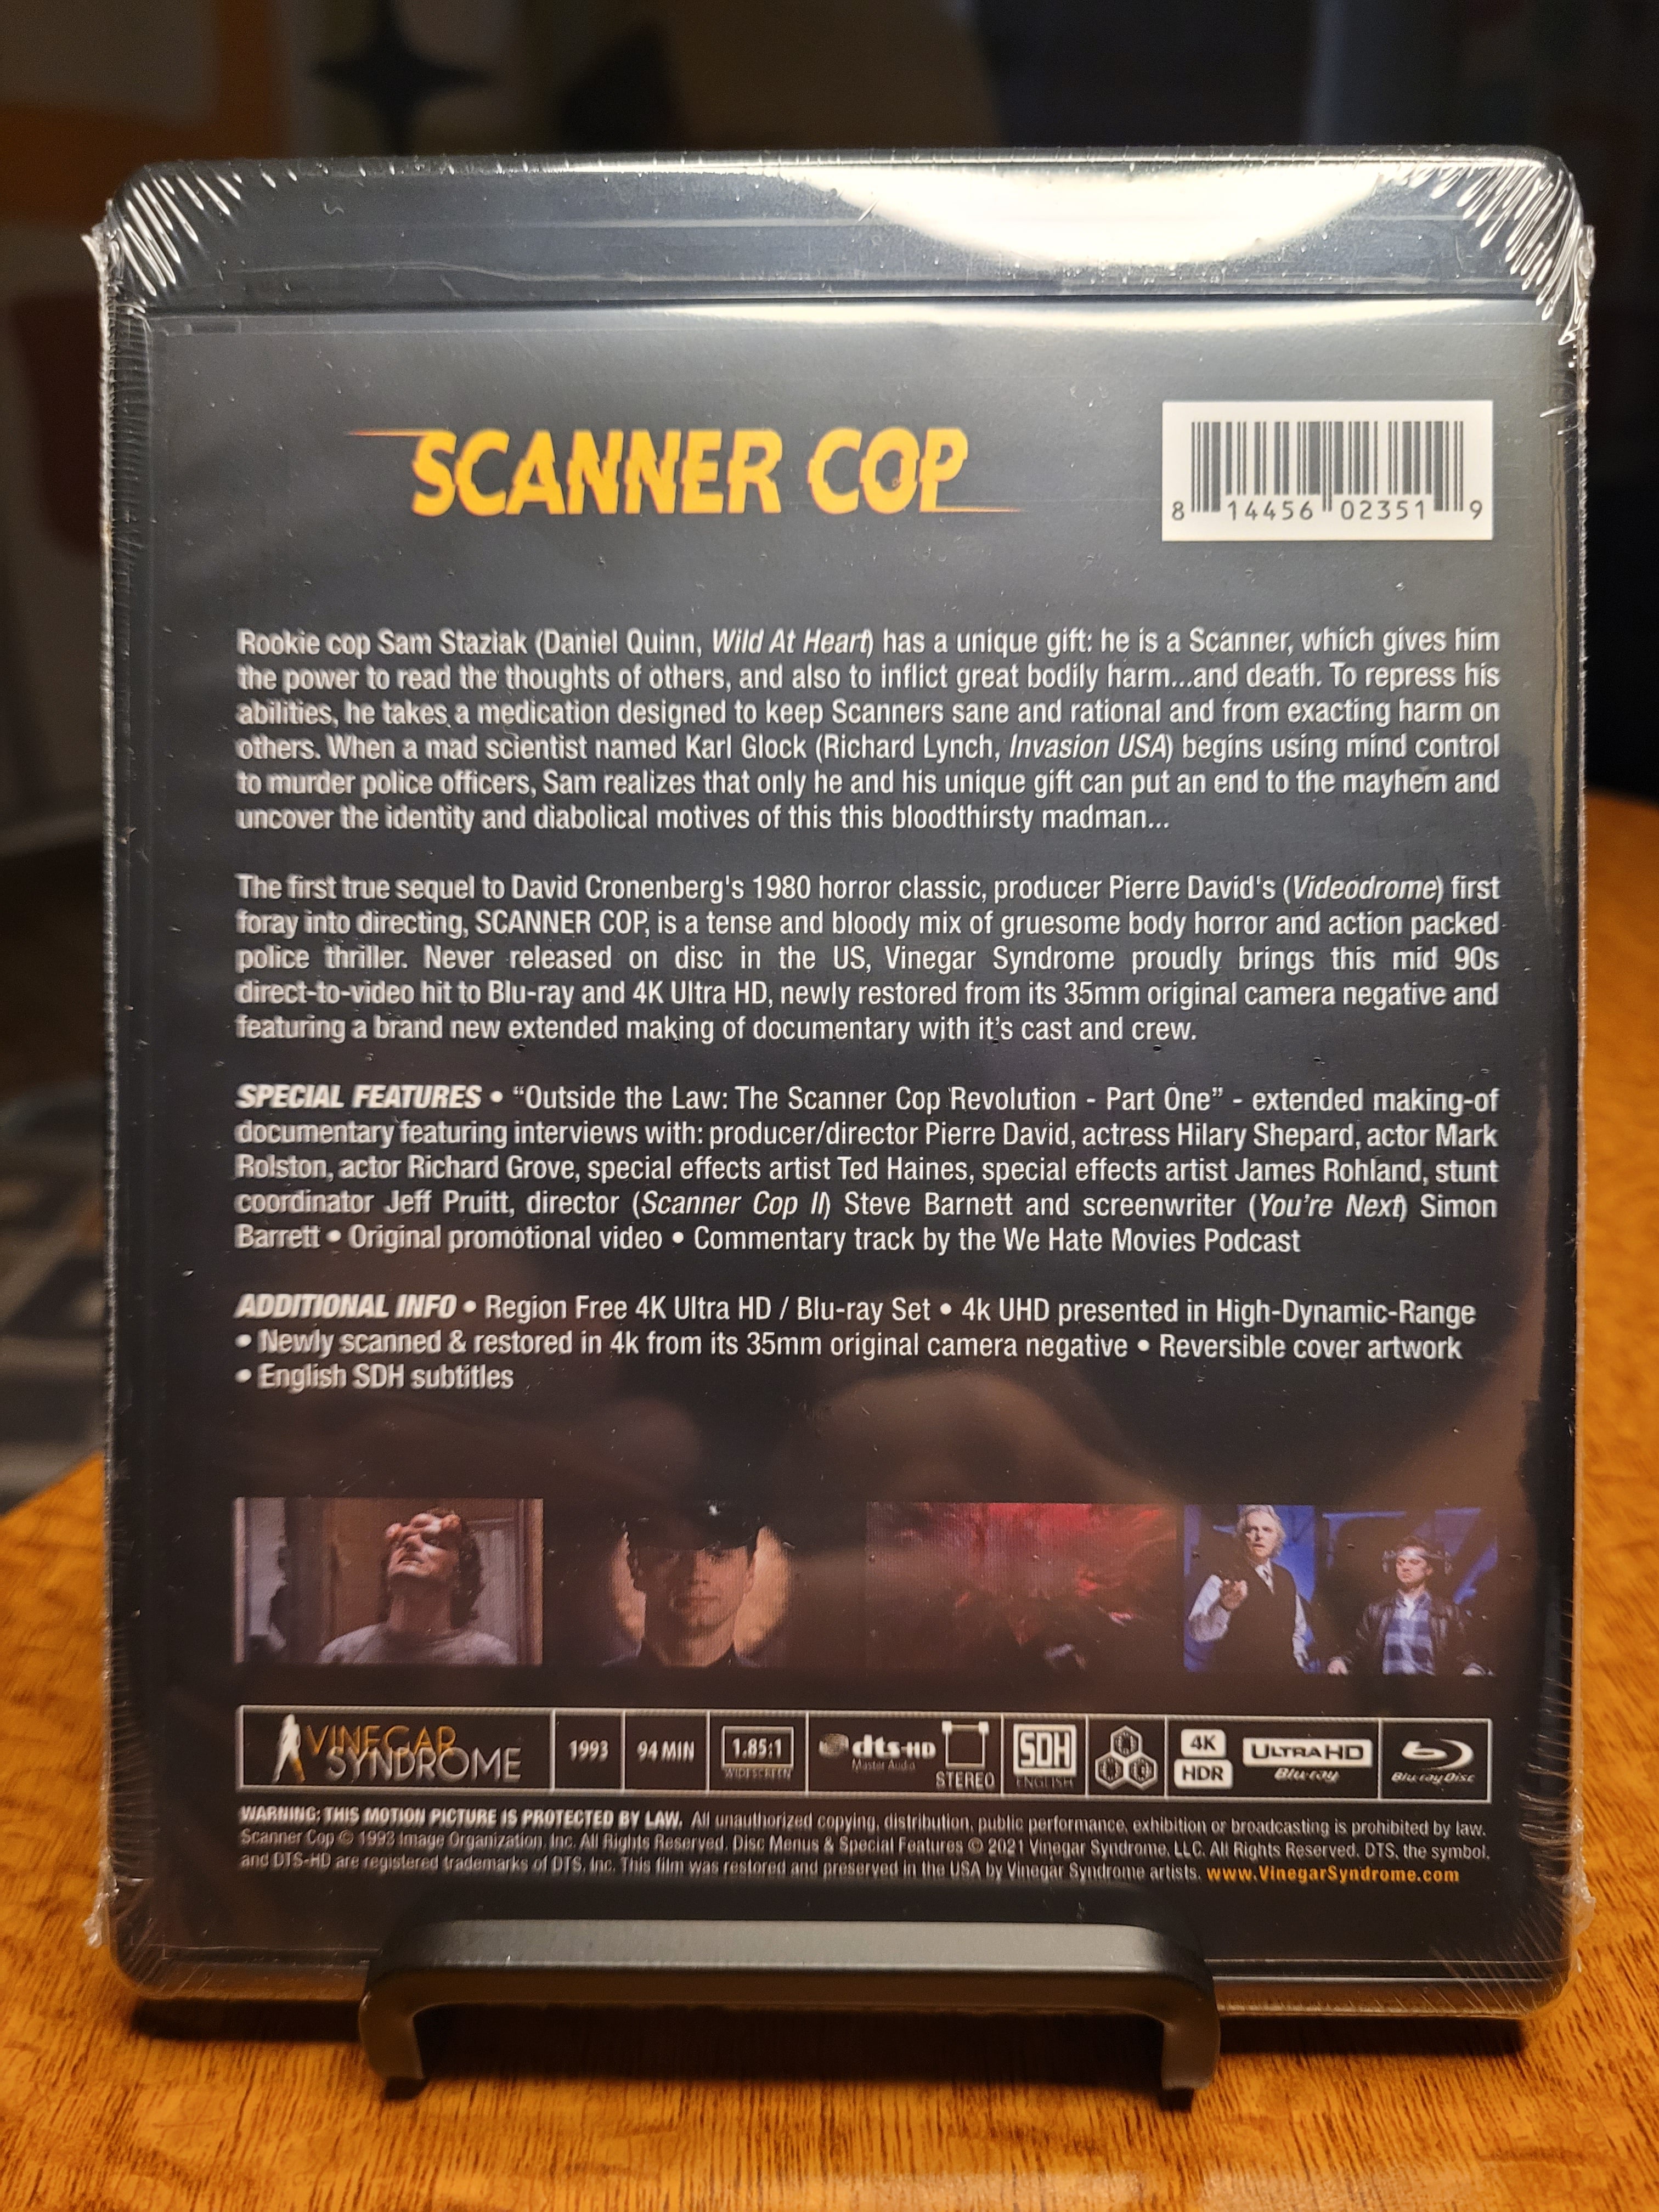 SCANNER COP
8 14456 02351 9
Rookie cop Sam Staziak (Daniel Quinn, Wild At Heart) has a unique gift: he is a Scanner, which gives him
the power to read the thoughts of others, and also to inflict great bodily harm...and death. To repress his
abilities, he takes a medication designed to keep Scanners sane and rational and from exacting harm on
others. When a mad scientist named Karl Glock (Richard Lynch, Invasion USA) begins using mind control
to murder police officers, Sam realizes that only he and his unique gift can put an end to the mayhem and
uncover the identity and diabolical motives of this this bloodthirsty madman...
The first true sequel to David Cronenberg's 1980 horror classic, producer Pierre David's (Videodrome) first
foray into directing, SCANNER COP, is a tense and bloody mix of gruesome body horror and action packed
police thriller. Never released on disc in the US, Vinegar Syndrome proudly brings this mid 90s
direct-to-video hit to Blu-ray and 4K Ultra HD, newly restored from its 35mm original camera negative and
featuring a brand new extended making of documentary with it's cast and crew.
SPECIAL FEATURES • “Outside the Law: The Scanner Cop Revolution - Part One” - extended making-of
documentary featuring interviews with: producer/director Pierre David, actress Hilary Shepard, actor Mark
Rolston, actor Richard Grove, special effects artist Ted Haines, special effects artist James Rohland, stunt
coordinator Jeff Pruitt, director (Scanner Cop II) Steve Barnett and screenwriter (You're Next) Simon
Barrett • Original promotional video • Commentary track by the We Hate Movies Podcast
ADDITIONAL INFO • Region Free 4K Ultra HD / Blu-ray Set • 4k UHD presented in High-Dynamic-Range
• Newly scanned & restored in 4k from its 35mm original camera negative • Reversible cover artwork
• English SDH subtitles
VINEGAR
SYNDROME
1993
94 MIN
1.85:1
WIDESCREEN
dts-HD
Master Audio
STEREO
SDH
ENGLISH
4K
HDR
ULTRA HD
Blu-ray
Blu-ray Disc
WARNING: THIS MOTION PICTURE IS PROTECTED BY LAW. All unauthorized copying, distribution, public performance, exhibition or broadcasting is prohibited by law.
Scanner Cop © 1993 Image Organization, Inc. All Rights Reserved. Disc Menus & Special Features © 2021 Vinegar Syndrome, LLC. All Rights Reserved. DTS, the symbol,
and DTS-HD are registered trademarks of DTS, Inc. This film was restored and preserved in the USA by Vinegar Syndrome artists. www.VinegarSyndrome.com